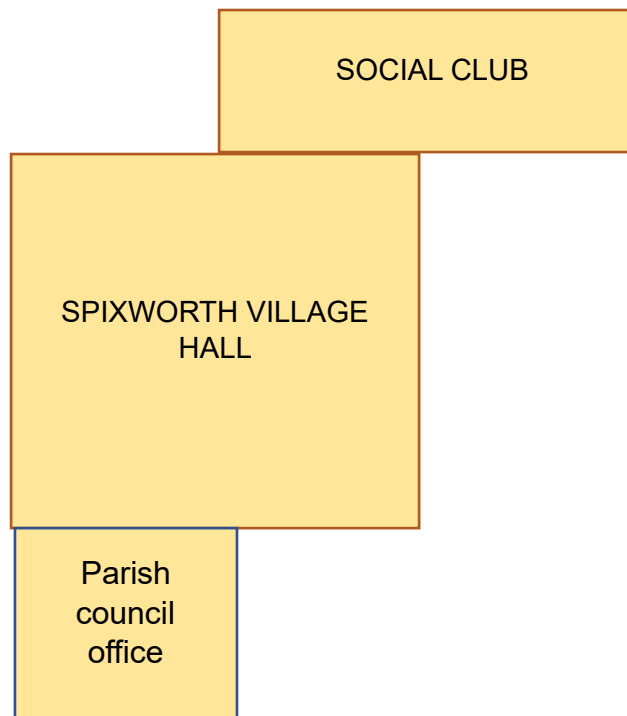 SOCIAL CLUB
SPIXWORTH VILLAGE
HALL
Parish
council
office